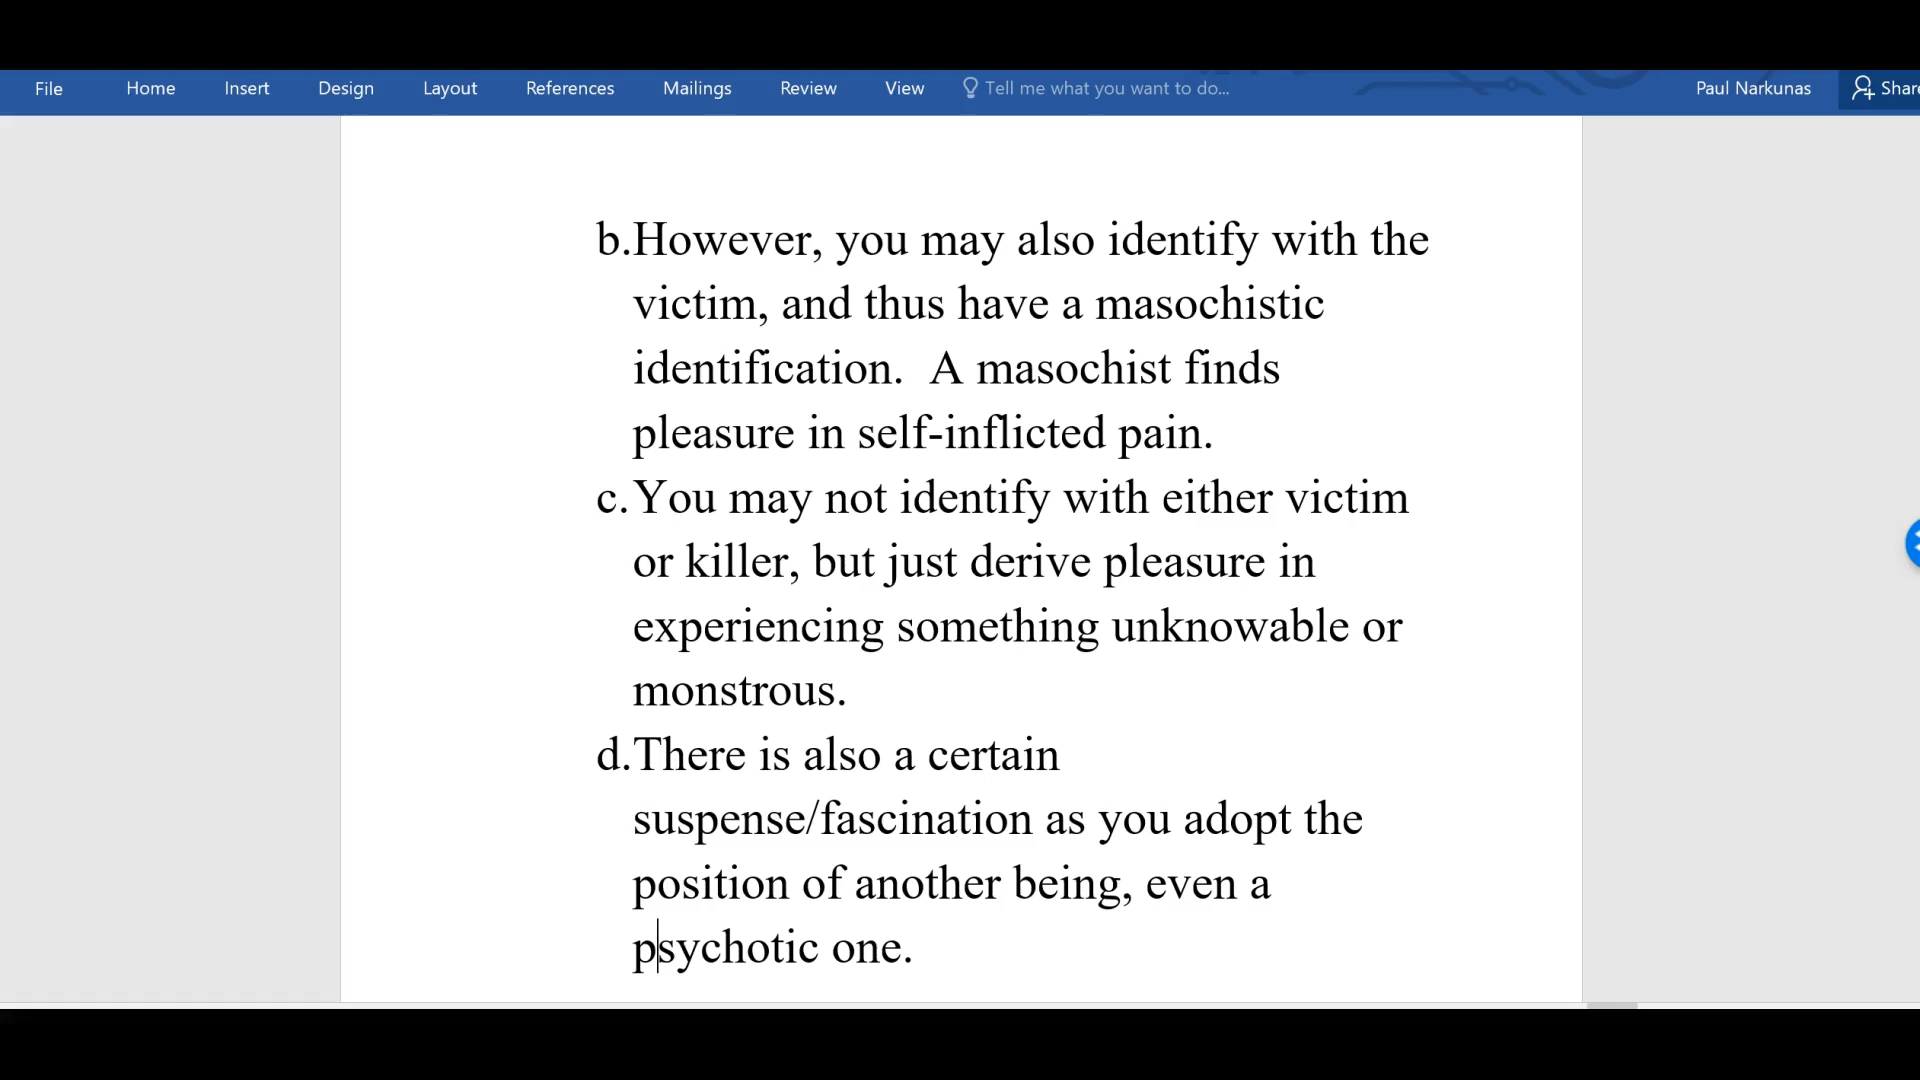 File Home Insert Design Layout References Mailings Review View Tell me what you want to do... Paul Narkunas Share
b.However, you may also identify with the
victim, and thus have a masochistic
identification.  A masochist finds
pleasure in self-inflicted pain.
c.You may not identify with either victim
or killer, but just derive pleasure in
experiencing something unknowable or
monstrous.
d.There is also a certain
suspense/fascination as you adopt the
position of another being, even a
psychotic one.